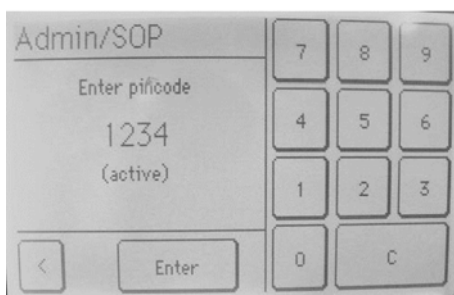 Admin/SOP
Enter pincode
1234
(active)
<
Enter
7 8 9
4 5 6
1 2 3
0 C